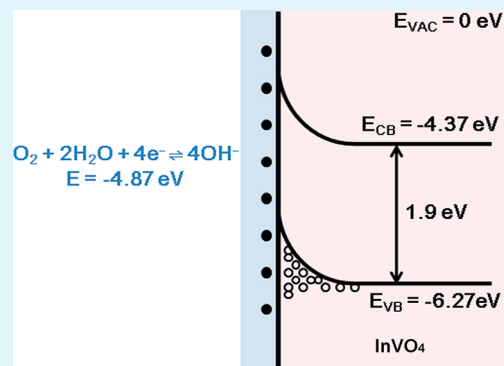 E_VAC = 0 eV
E_CB = -4.37 eV
O₂ + 2H₂O + 4e⁻ ⇌ 4OH⁻
E = -4.87 eV
1.9 eV
E_VB = -6.27eV
InVO₄